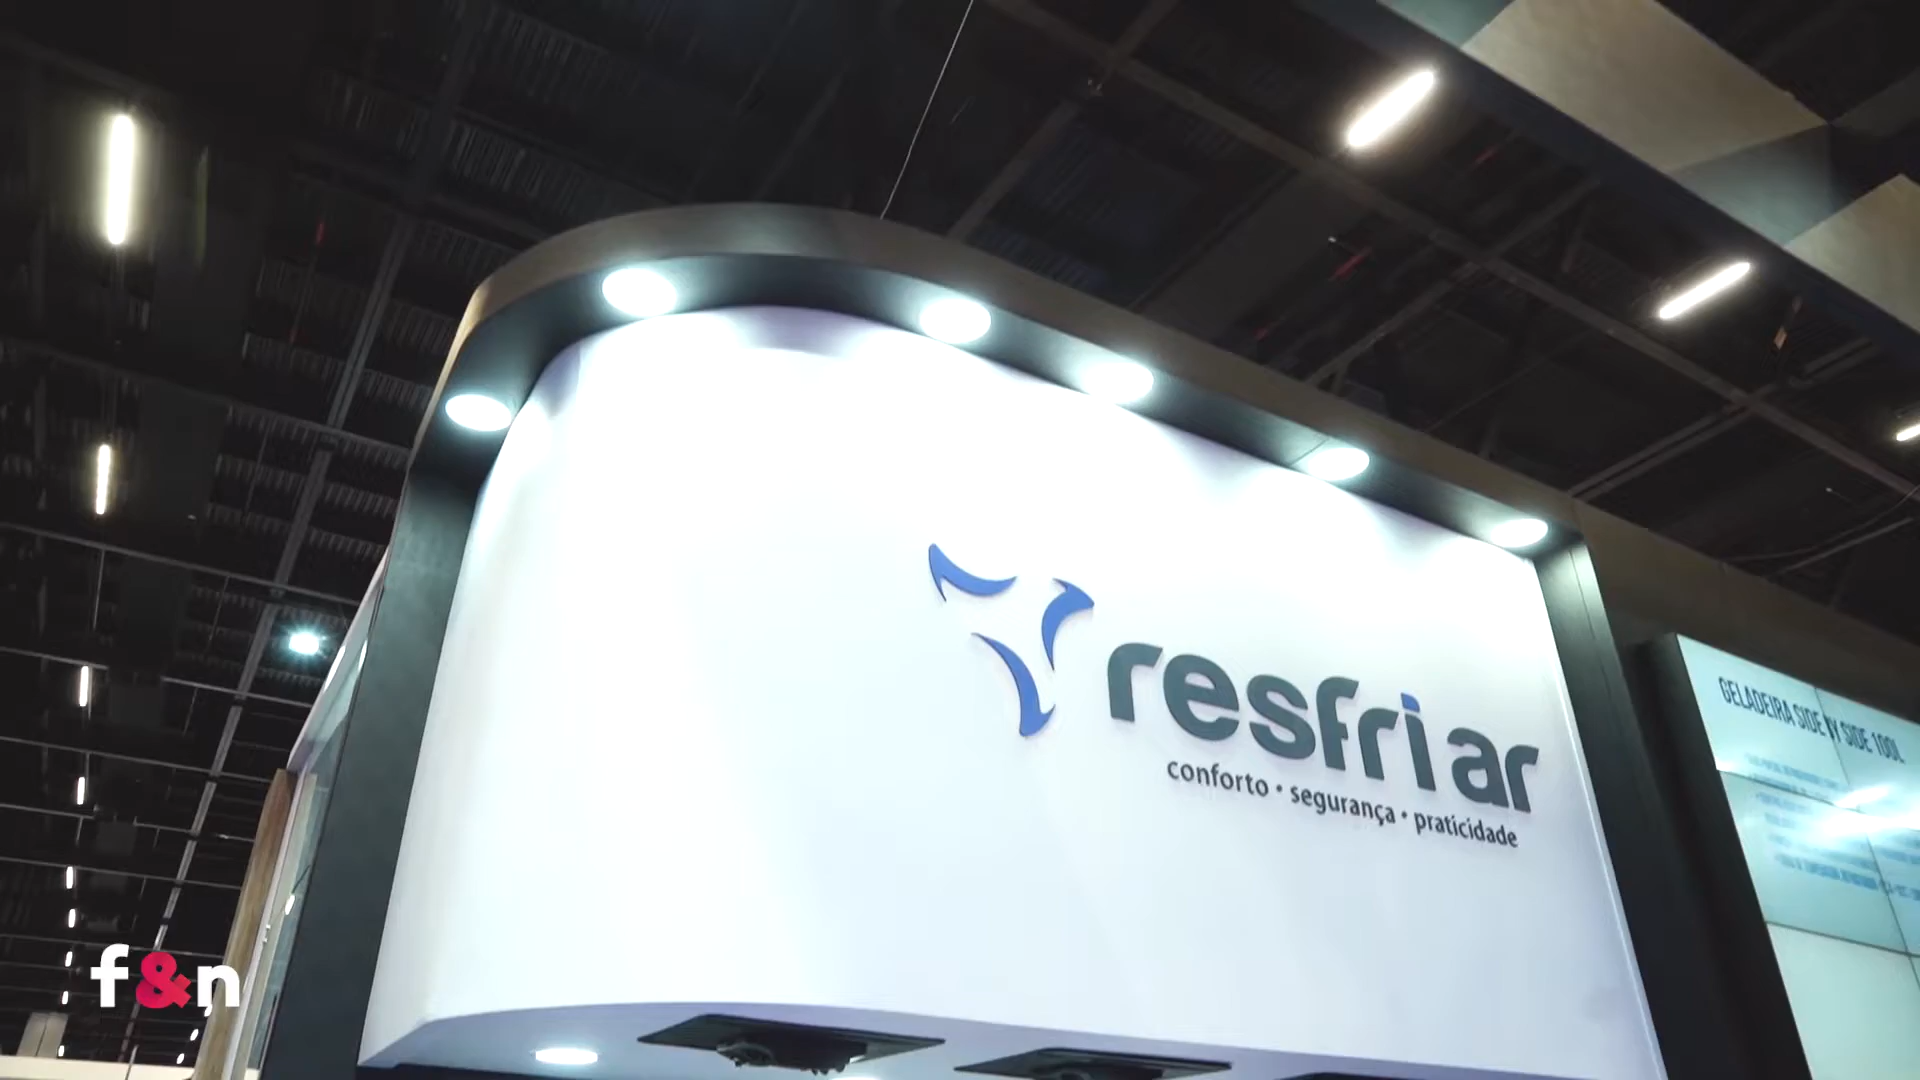 resfriar
conforto • segurança • praticidade
GELADEIRA SIDE BY SIDE 100L
f&n